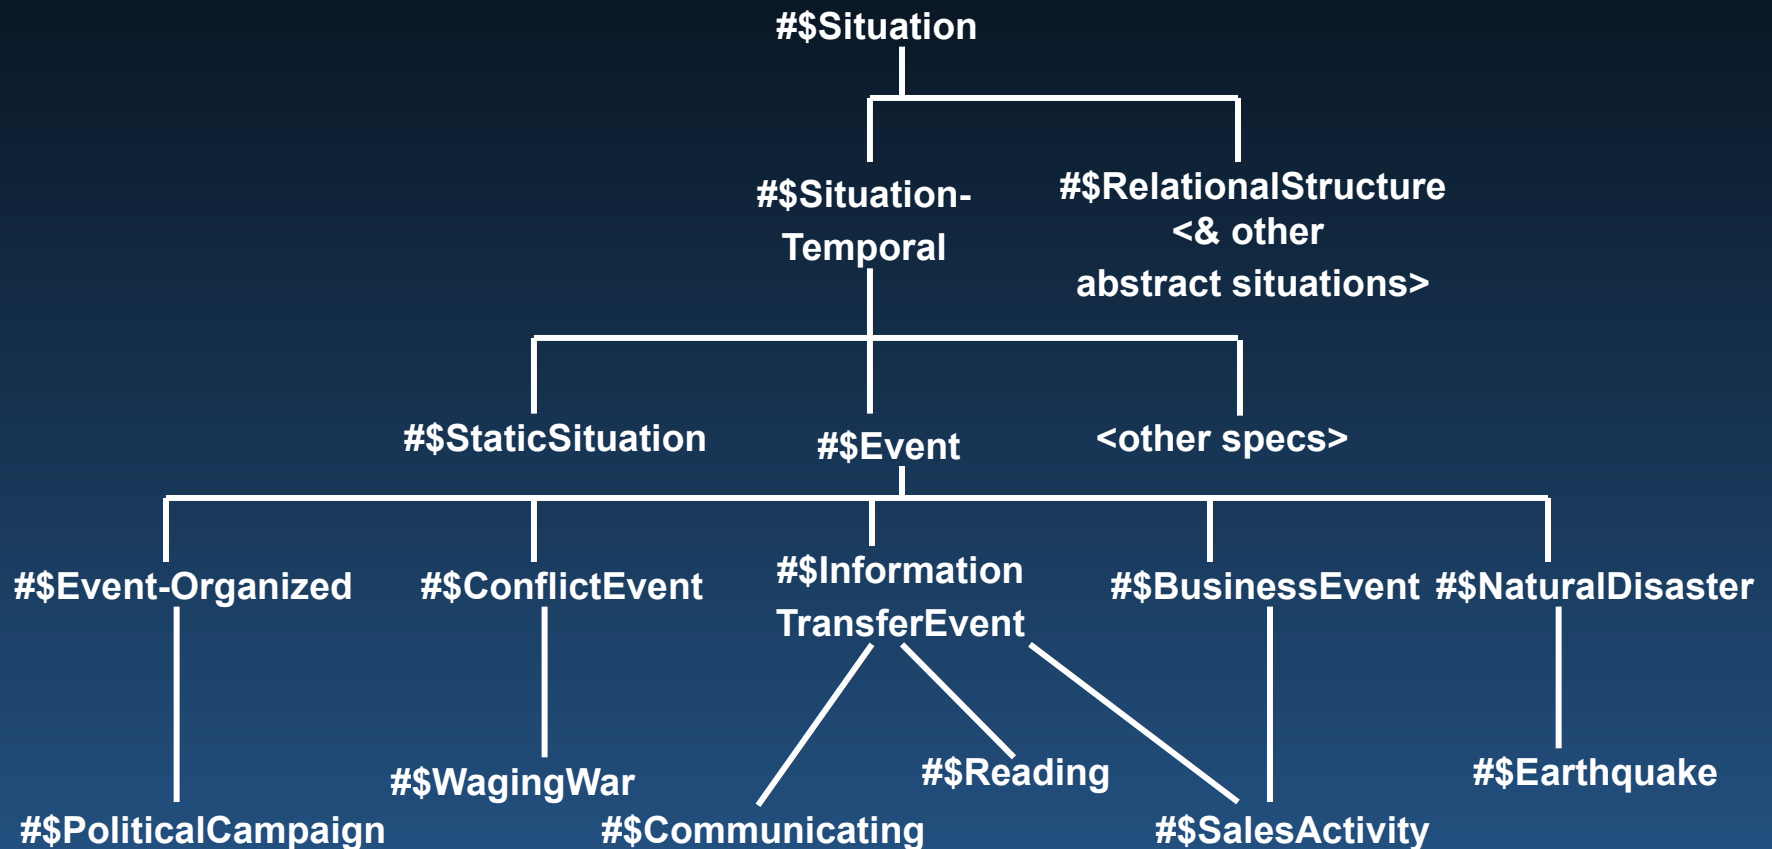 #$Situation
#$Situation-
Temporal
#$RelationalStructure
<& other
abstract situations>
#$StaticSituation
#$Event
<other specs>
#$Event-Organized
#$ConflictEvent
#$Information
TransferEvent
#$BusinessEvent
#$NaturalDisaster
#$WagingWar
#$Reading
#$Earthquake
#$PoliticalCampaign
#$Communicating
#$SalesActivity